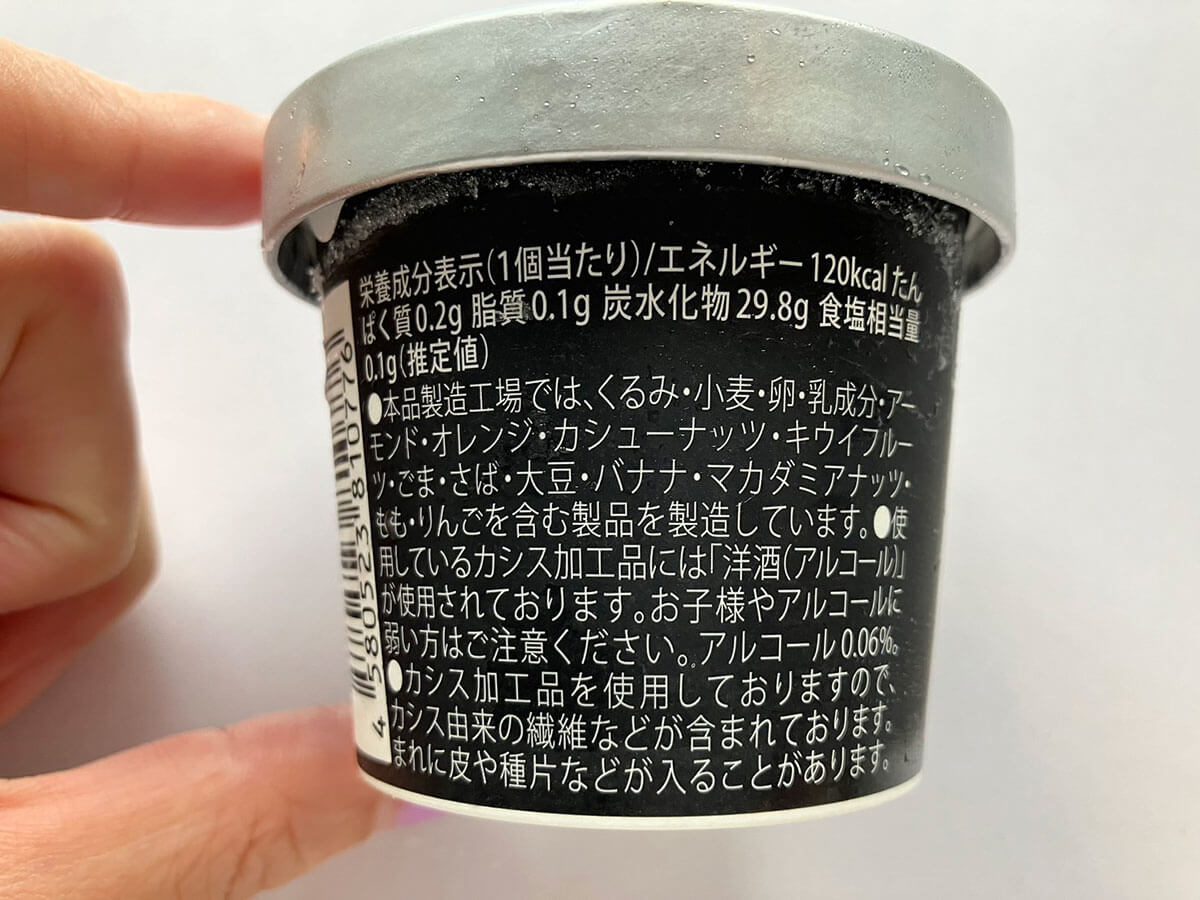 栄養成分表示(1個当たり)/エネルギー120kcalたん
ぱく質0.2g 脂質0.1g 炭水化物29.8g 食塩相当量
0.1g(推定値)
●本品製造工場では、くるみ・小麦・卵・乳成分・アー
モンド・オレンジ・カシューナッツ・キウイフルー
ツ・ごま・さば・大豆・バナナ・マカダミアナッツ・
もも・りんごを含む製品を製造しています。●使
用しているカシス加工品には「洋酒(アルコール)」
が使用されております。お子様やアルコールに
弱い方はご注意ください。アルコール0.06%。
●カシス加工品を使用しておりますので、
カシス由来の繊維などが含まれております。
まれに皮や種片などが入ることがあります。
4 580523 810776